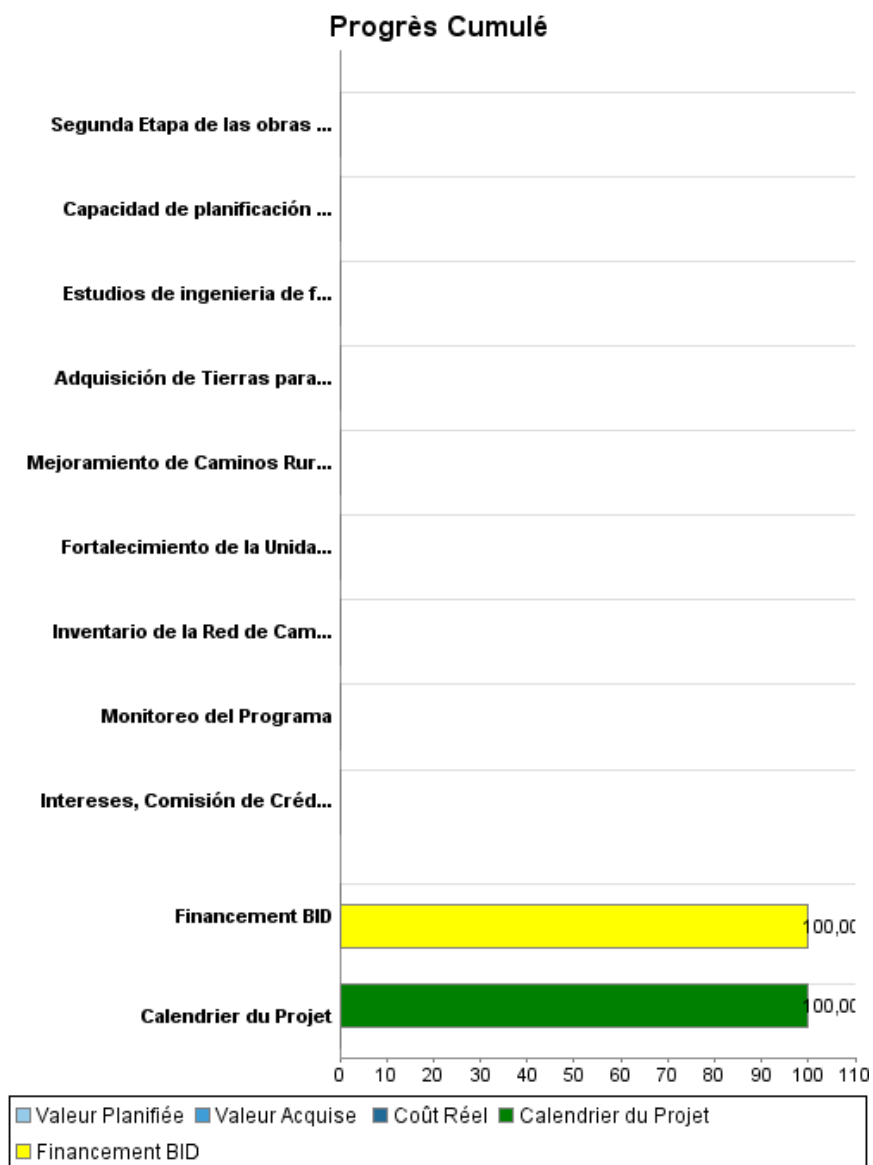 Progrès Cumulé
Segunda Etapa de las obras ...
Capacidad de planificación ...
Estudios de ingenieria de f...
Adquisición de Tierras para...
Mejoramiento de Caminos Rur...
Fortalecimiento de la Unida...
Inventario de la Red de Cam...
Monitoreo del Programa
Intereses, Comisión de Créd...
Financement BID
100,00
Calendrier du Projet
100,00
0 10 20 30 40 50 60 70 80 90 100 110
Valeur Planifiée Valeur Acquise Coût Réel Calendrier du Projet
Financement BID